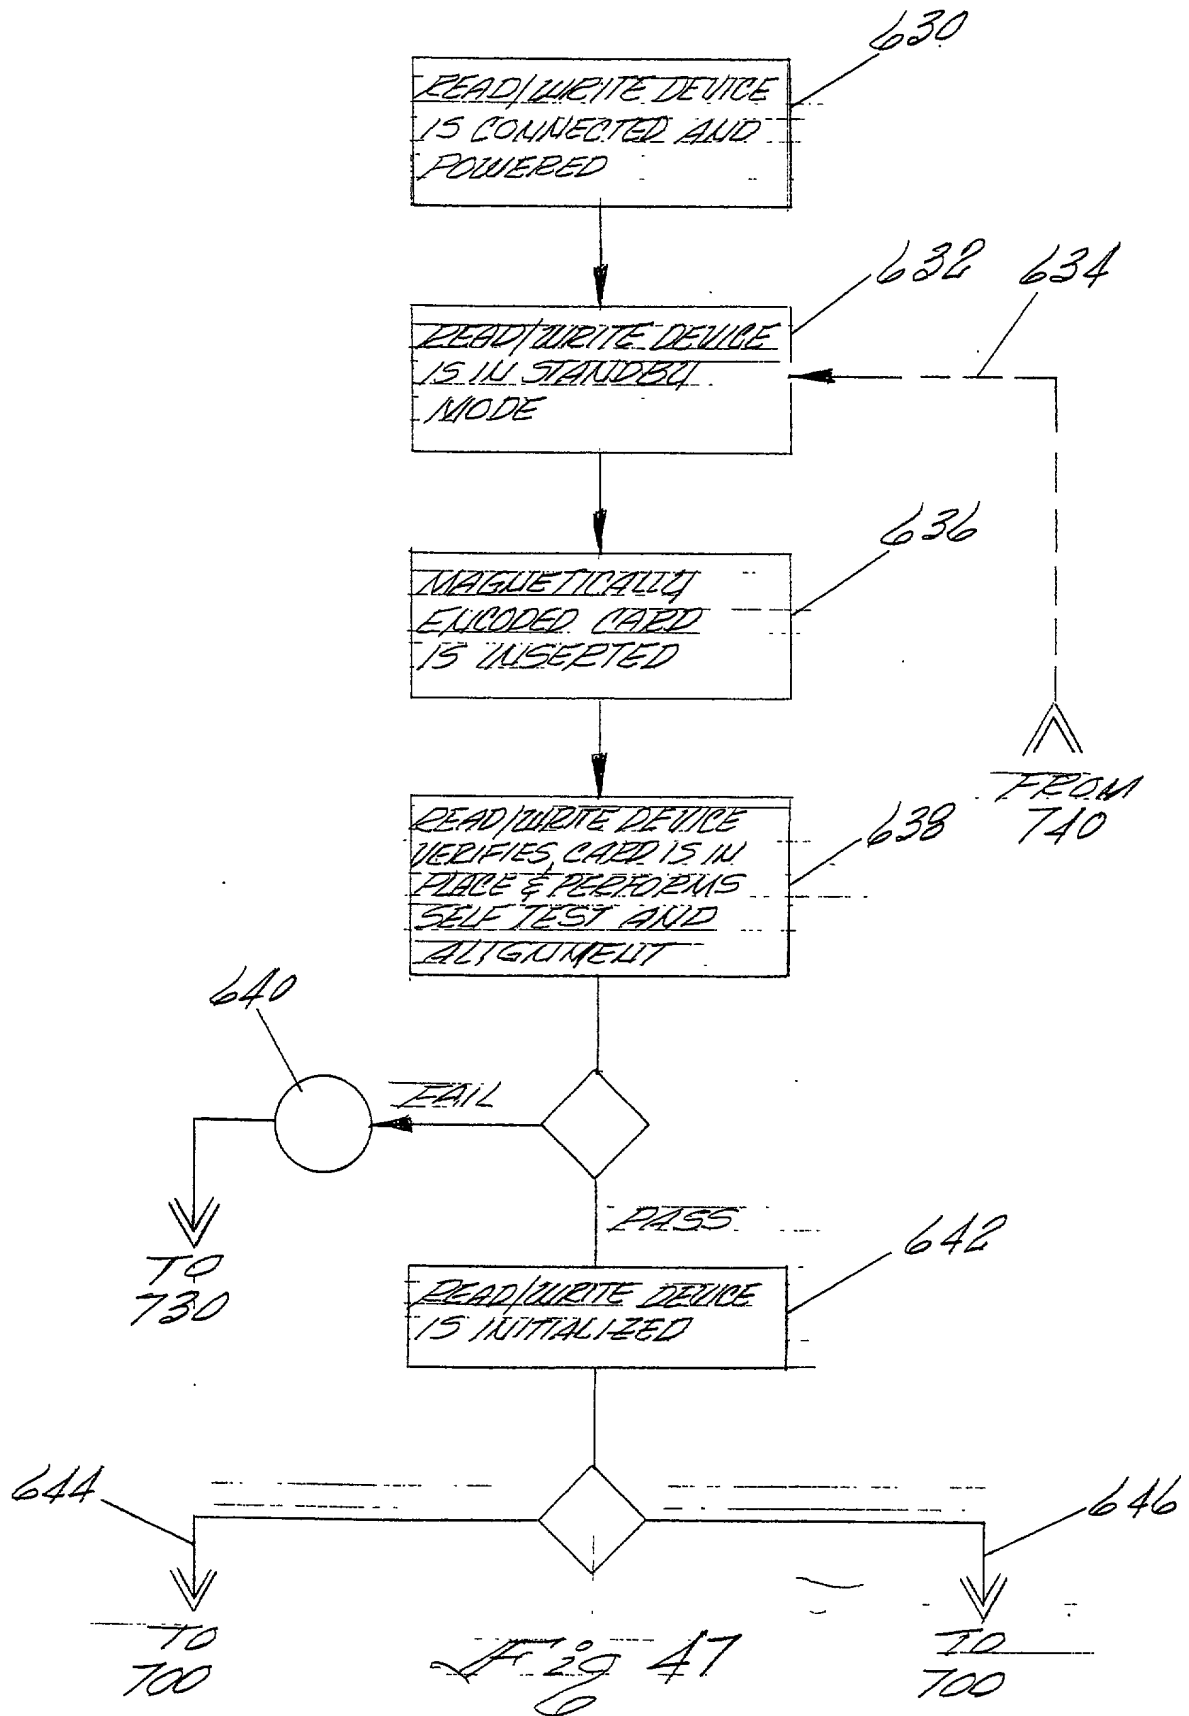 630
READ/WRITE DEVICE
IS CONNECTED AND
POWERED
632
634
READ/WRITE DEVICE
IS IN STANDBY
MODE
636
MAGNETICALLY
ENCODED CARD
IS INSERTED
FROM
740
638
READ/WRITE DEVICE
VERIFIES CARD IS IN
PLACE & PERFORMS
SELF TEST AND
ALIGNMENT
640
FAIL
PASS
TO
730
642
READ/WRITE DEVICE
IS INITIALIZED
644
646
TO
700
TO
700
Fig 47